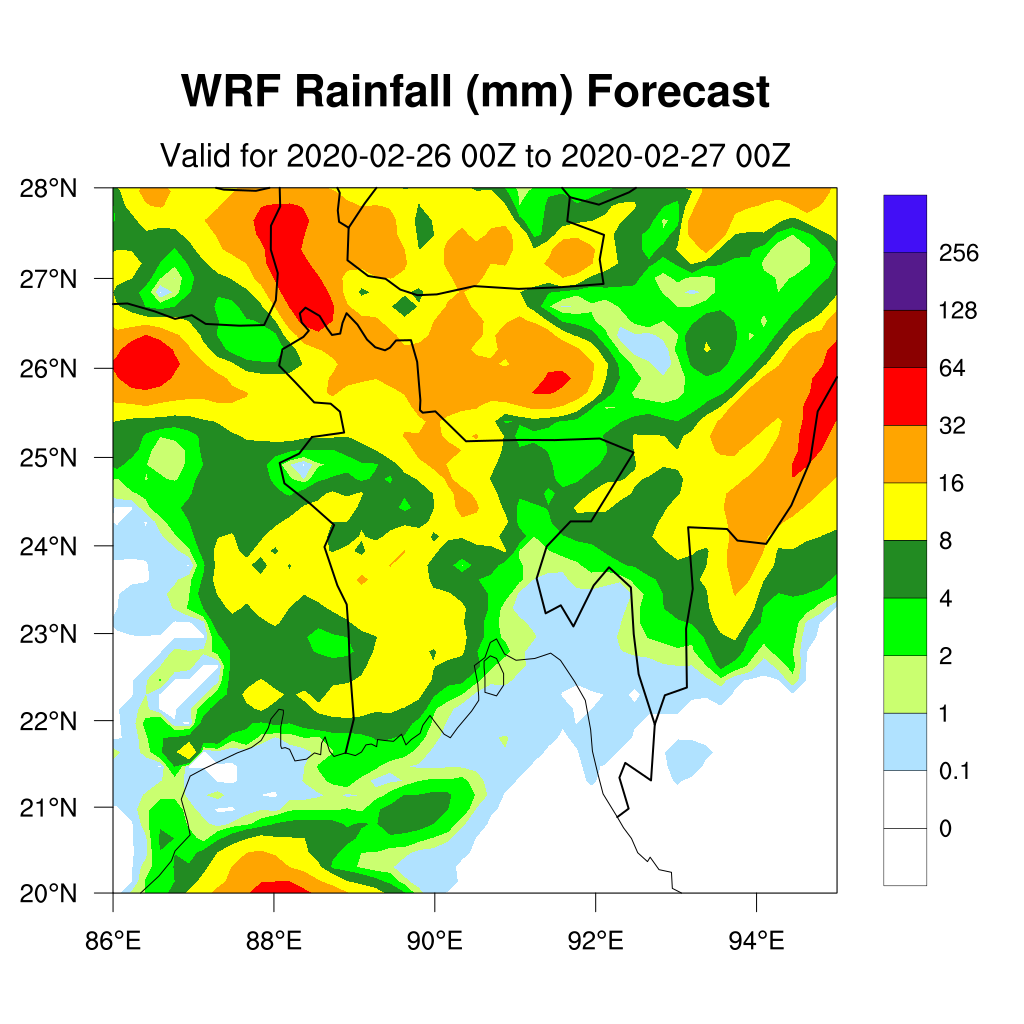 WRF Rainfall (mm) Forecast
Valid for 2020-02-26 00Z to 2020-02-27 00Z
28°N
27°N
26°N
25°N
24°N
23°N
22°N
21°N
20°N
86°E 88°E 90°E 92°E 94°E
256
128
64
32
16
8
4
2
1
0.1
0